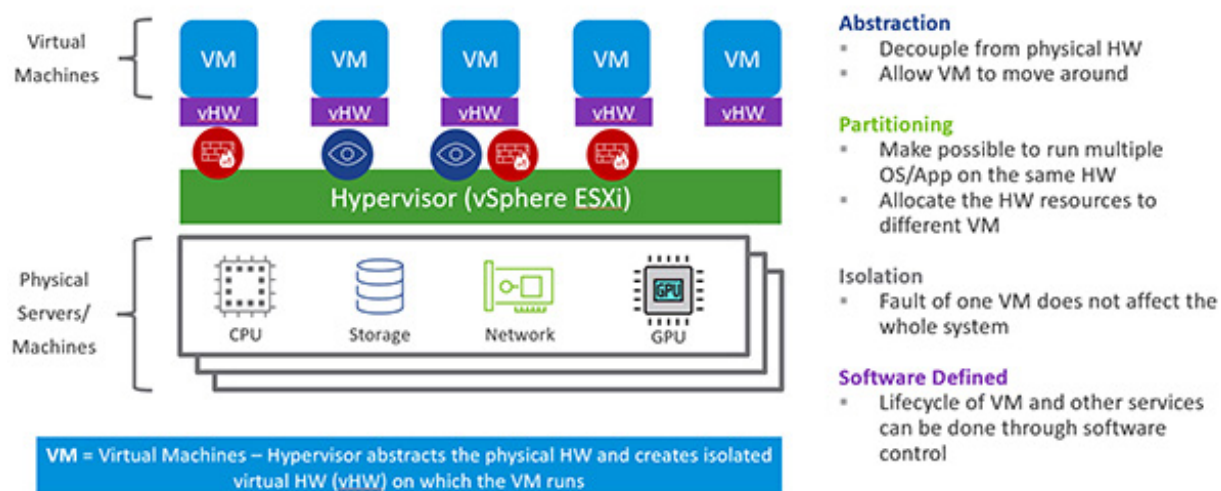 Virtual
Machines
VM
VM
VM
VM
VM
vHW
vHW
vHW
vHW
vHW
Hypervisor (vSphere ESXi)
Physical
Servers/
Machines
CPU
Storage
Network
GPU
GPU
VM = Virtual Machines – Hypervisor abstracts the physical HW and creates isolated
virtual HW (vHW) on which the VM runs
Abstraction
▪ Decouple from physical HW
▪ Allow VM to move around
Partitioning
▪ Make possible to run multiple
OS/App on the same HW
▪ Allocate the HW resources to
different VM
Isolation
▪ Fault of one VM does not affect the
whole system
Software Defined
▪ Lifecycle of VM and other services
can be done through software
control